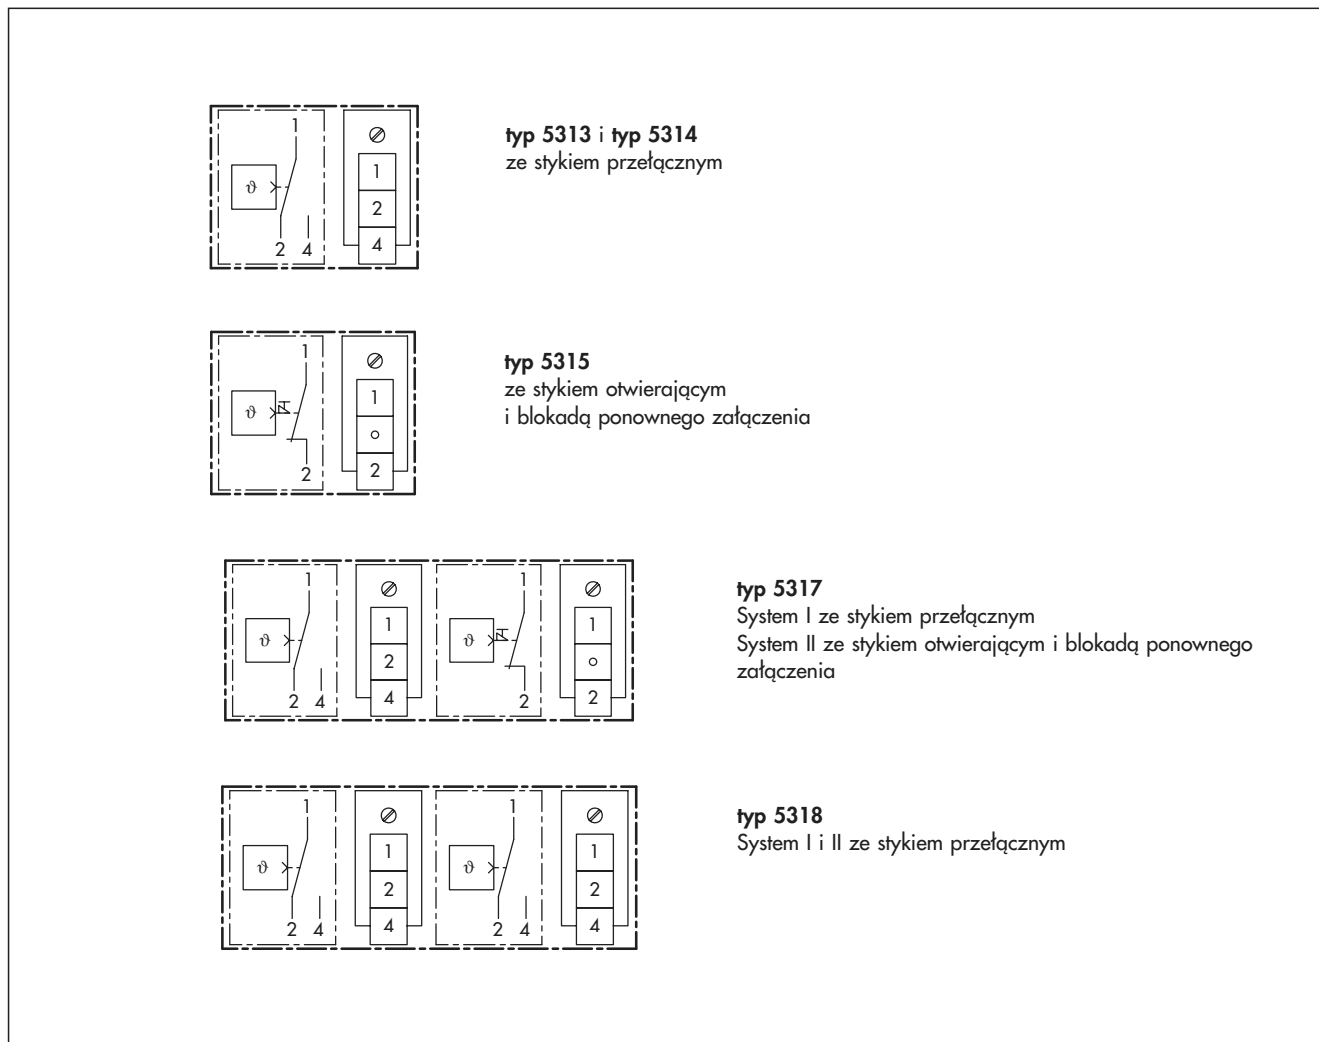 1
ϑ
2 4
1
2
4
typ 5313 i typ 5314
ze stykiem przełącznym
1
ϑ
2
1
2
typ 5315
ze stykiem otwierającym
i blokadą ponownego załączenia
1
ϑ
2 4
1
2
4
1
ϑ
2
1
2
typ 5317
System I ze stykiem przełącznym
System II ze stykiem otwierającym i blokadą ponownego
załączenia
1
ϑ
2 4
1
2
4
1
ϑ
2 4
1
2
4
typ 5318
System I i II ze stykiem przełącznym